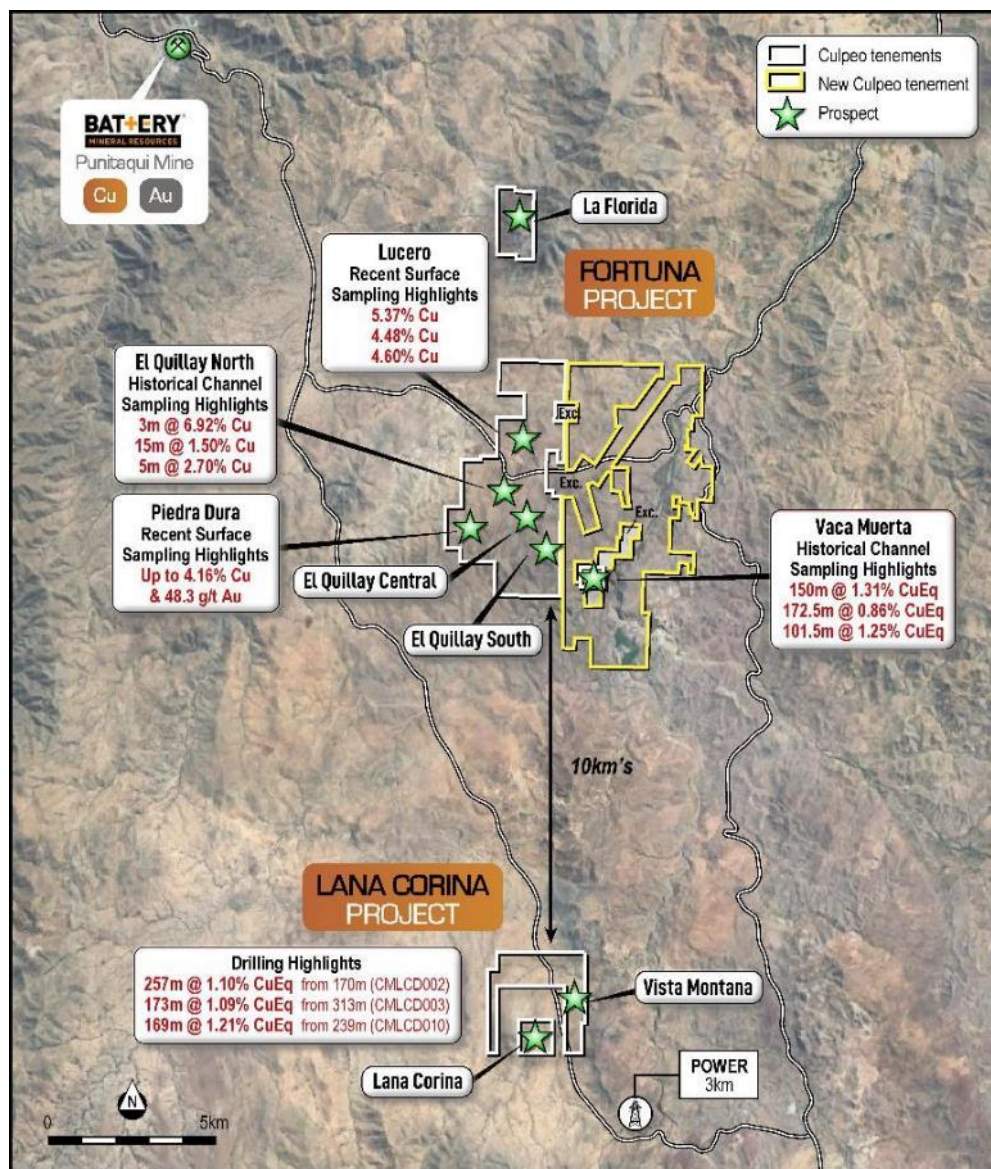 BAT+ERY
MINERAL RESOURCES
Punitaqui Mine
Cu Au
Culpeo tenements
New Culpeo tenement
Prospect
La Florida
FORTUNA
PROJECT
Lucero
Recent Surface
Sampling Highlights
5.37% Cu
4.48% Cu
4.60% Cu
El Quillay North
Historical Channel
Sampling Highlights
3m @ 6.92% Cu
15m @ 1.50% Cu
5m @ 2.70% Cu
Piedra Dura
Recent Surface
Sampling Highlights
Up to 4.16% Cu
& 48.3 g/t Au
El Quillay Central
El Quillay South
Exc.
Exc.
Exc.
Vaca Muerta
Historical Channel
Sampling Highlights
150m @ 1.31% CuEq
172.5m @ 0.86% CuEq
101.5m @ 1.25% CuEq
10km's
LANA CORINA
PROJECT
Drilling Highlights
257m @ 1.10% CuEq from 170m (CMLCD002)
173m @ 1.09% CuEq from 313m (CMLCD003)
169m @ 1.21% CuEq from 239m (CMLCD010)
Vista Montana
Lana Corina
POWER
3km
N
0 5km